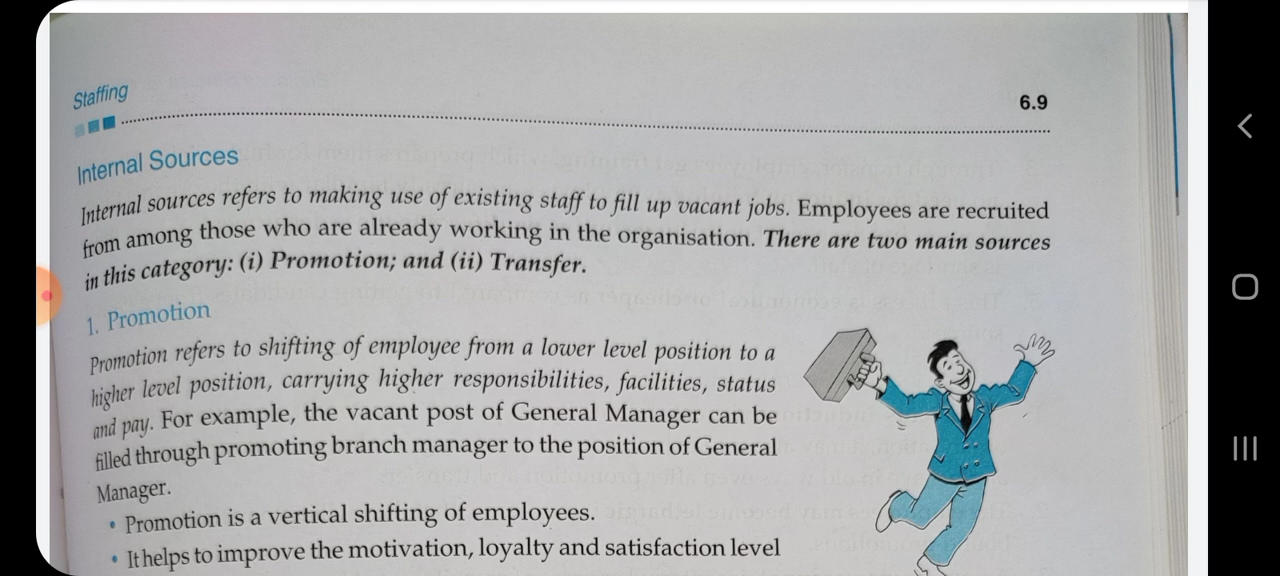 Staffing
6.9
Internal Sources
Internal sources refers to making use of existing staff to fill up vacant jobs. Employees are recruited
from among those who are already working in the organisation. There are two main sources
in this category: (i) Promotion; and (ii) Transfer.
1. Promotion
Promotion refers to shifting of employee from a lower level position to a
higher level position, carrying higher responsibilities, facilities, status
and pay. For example, the vacant post of General Manager can be
filled through promoting branch manager to the position of General
Manager.
• Promotion is a vertical shifting of employees.
• It helps to improve the motivation, loyalty and satisfaction level